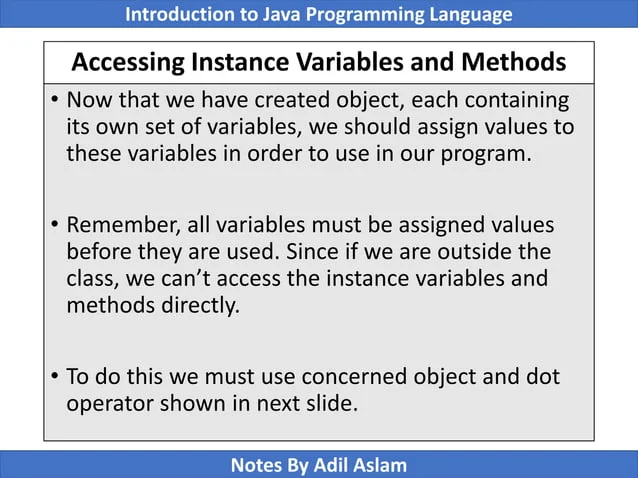 Introduction to Java Programming Language
Accessing Instance Variables and Methods
• Now that we have created object, each containing
its own set of variables, we should assign values to
these variables in order to use in our program.
• Remember, all variables must be assigned values
before they are used. Since if we are outside the
class, we can’t access the instance variables and
methods directly.
• To do this we must use concerned object and dot
operator shown in next slide.
Notes By Adil Aslam